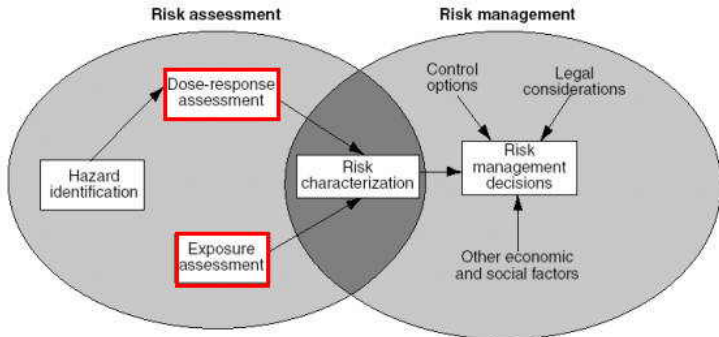 Risk assessment
Risk management
Dose-response
assessment
Control
options
Legal
considerations
Hazard
identification
Risk
characterization
Risk
management
decisions
Exposure
assessment
Other economic
and social factors